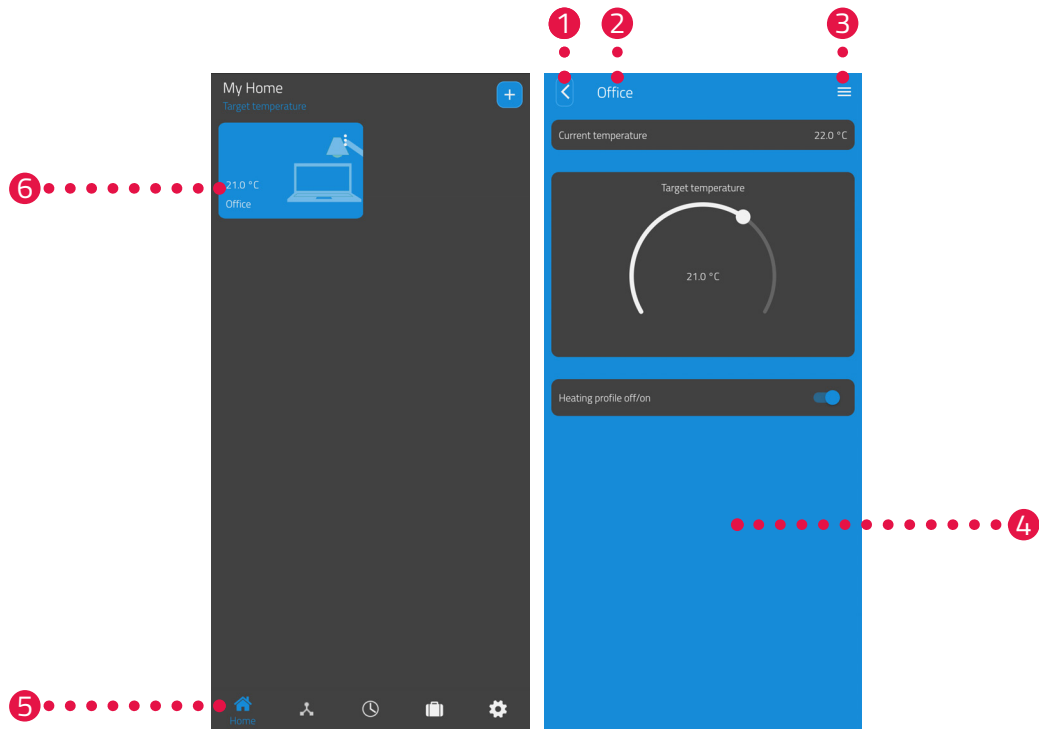 1 2 3
My Home
Target temperature
+
21.0 °C
Office
Home
Office
Current temperature 22.0 °C
Target temperature
21.0 °C
Heating profile off/on
6
5
4